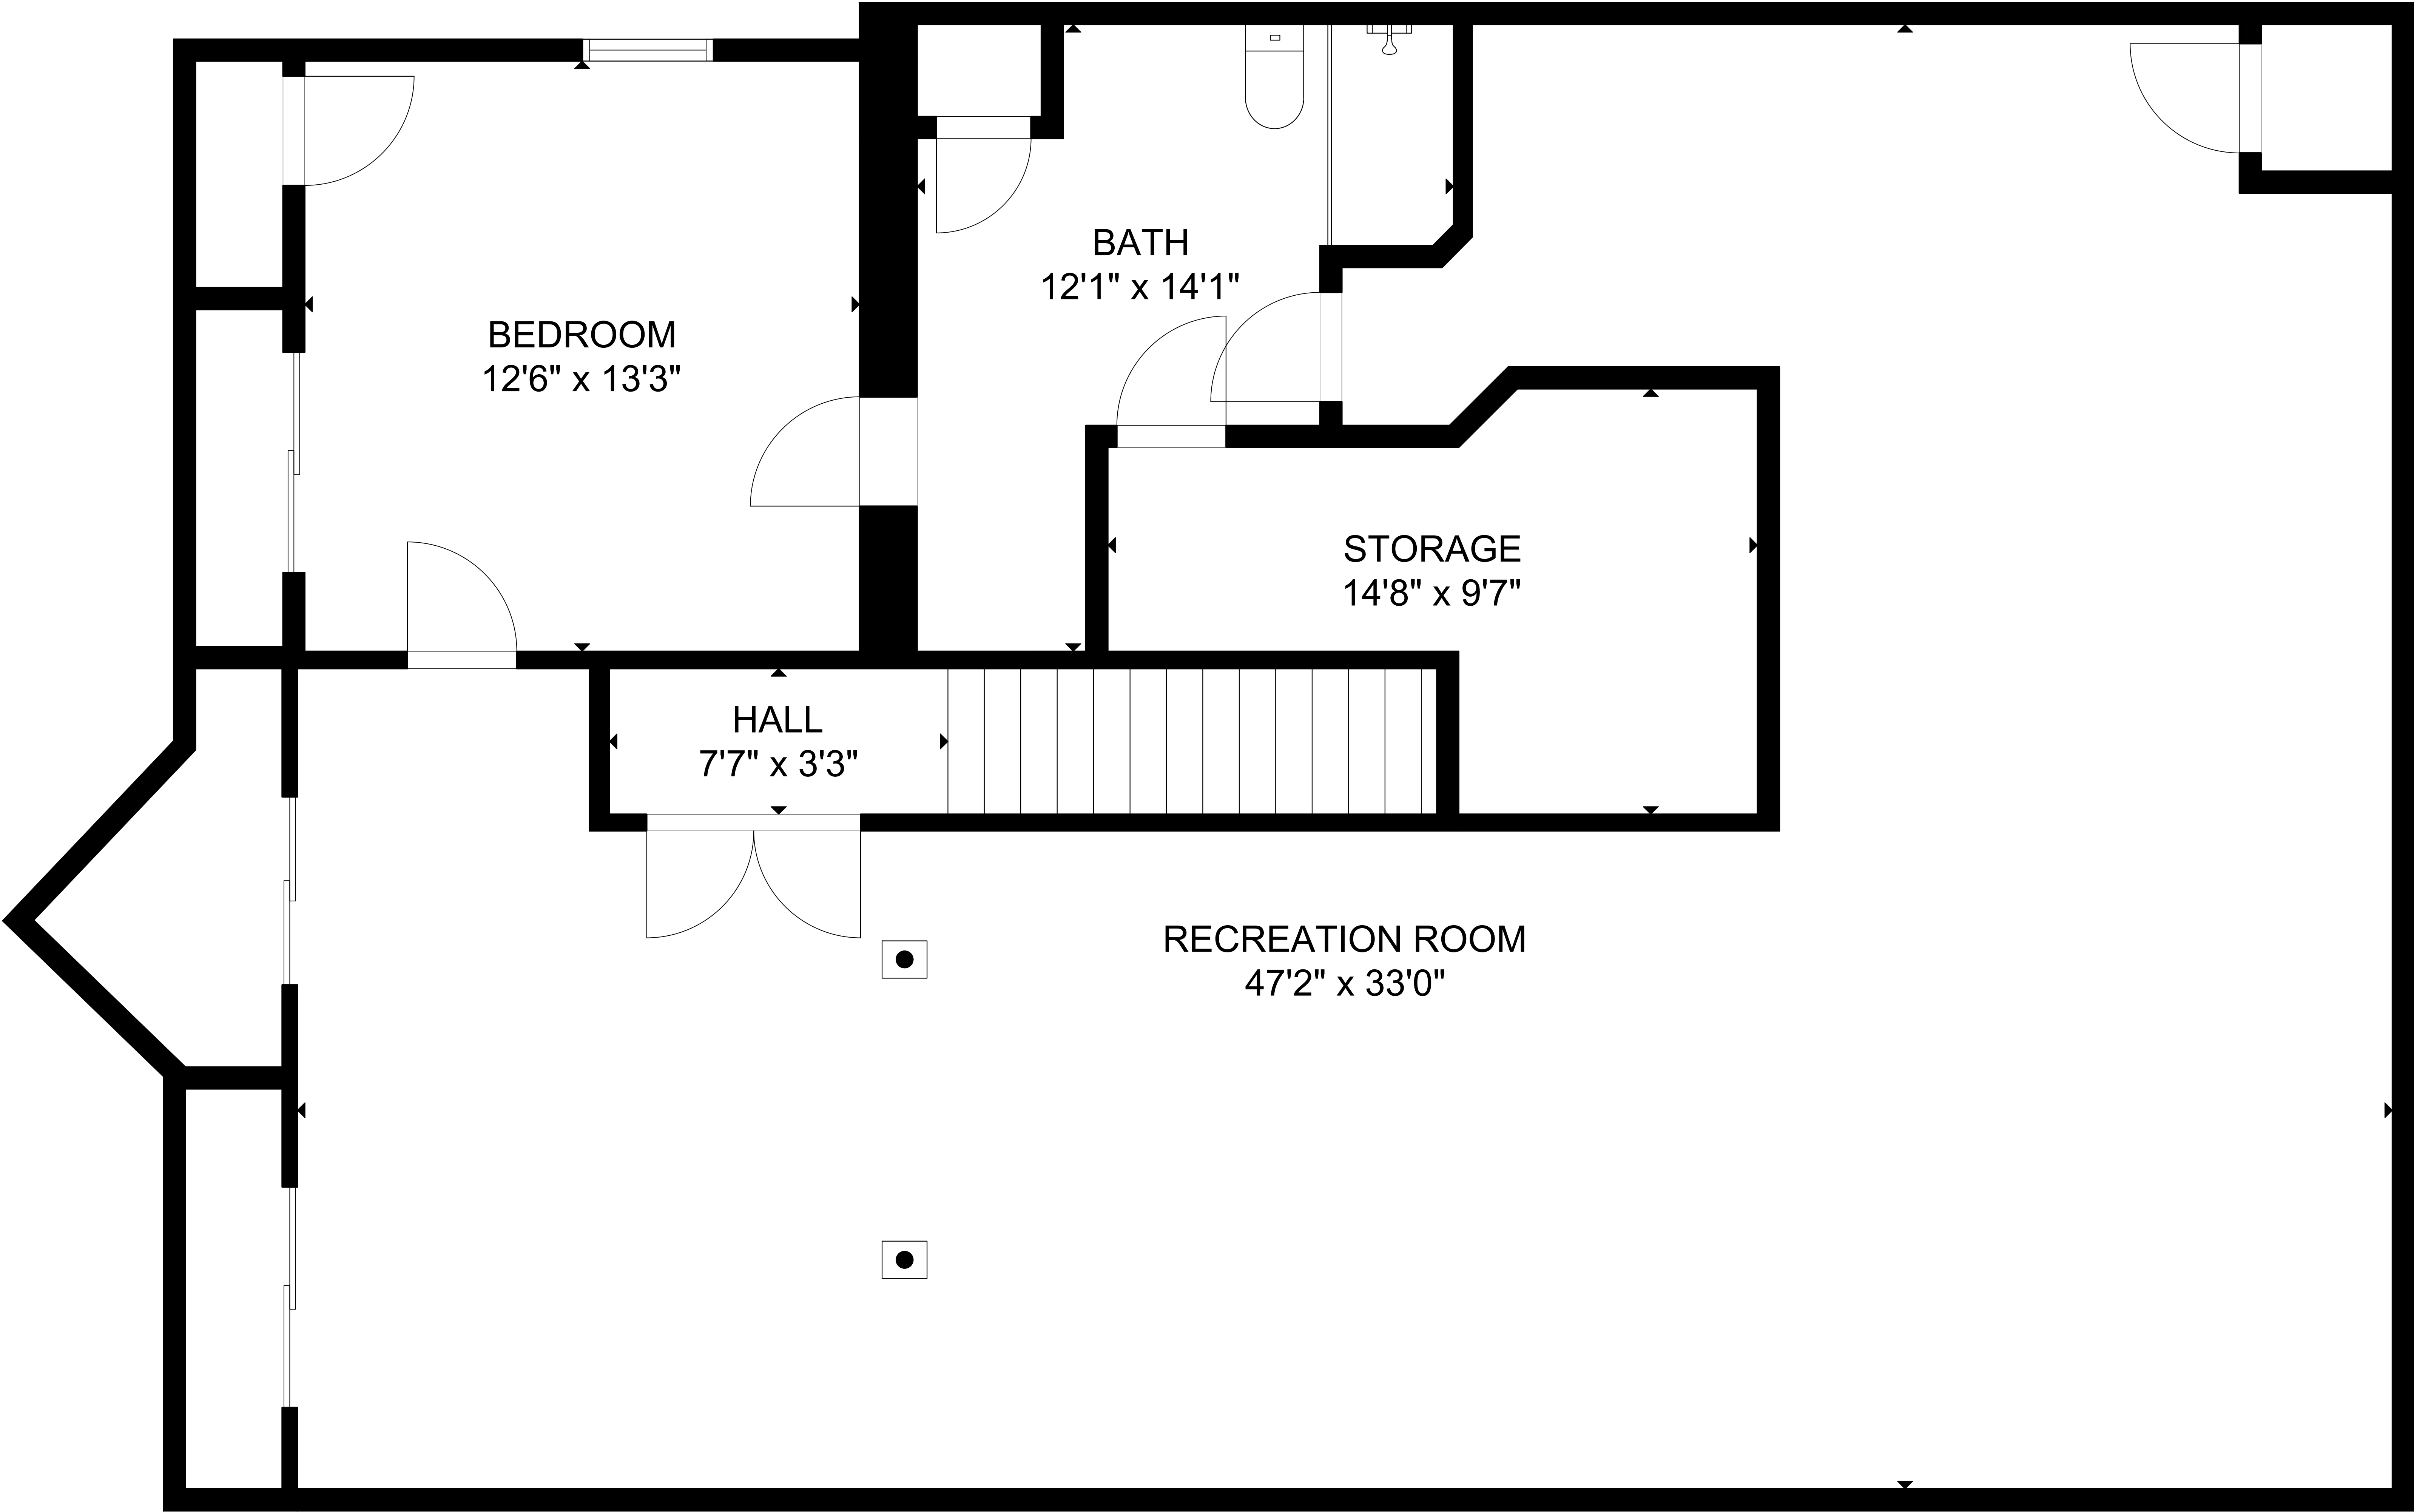 BATH
12'1" x 14'1"
BEDROOM
12'6" x 13'3"
STORAGE
14'8" x 9'7"
HALL
7'7" x 3'3"
RECREATION ROOM
47'2" x 33'0"